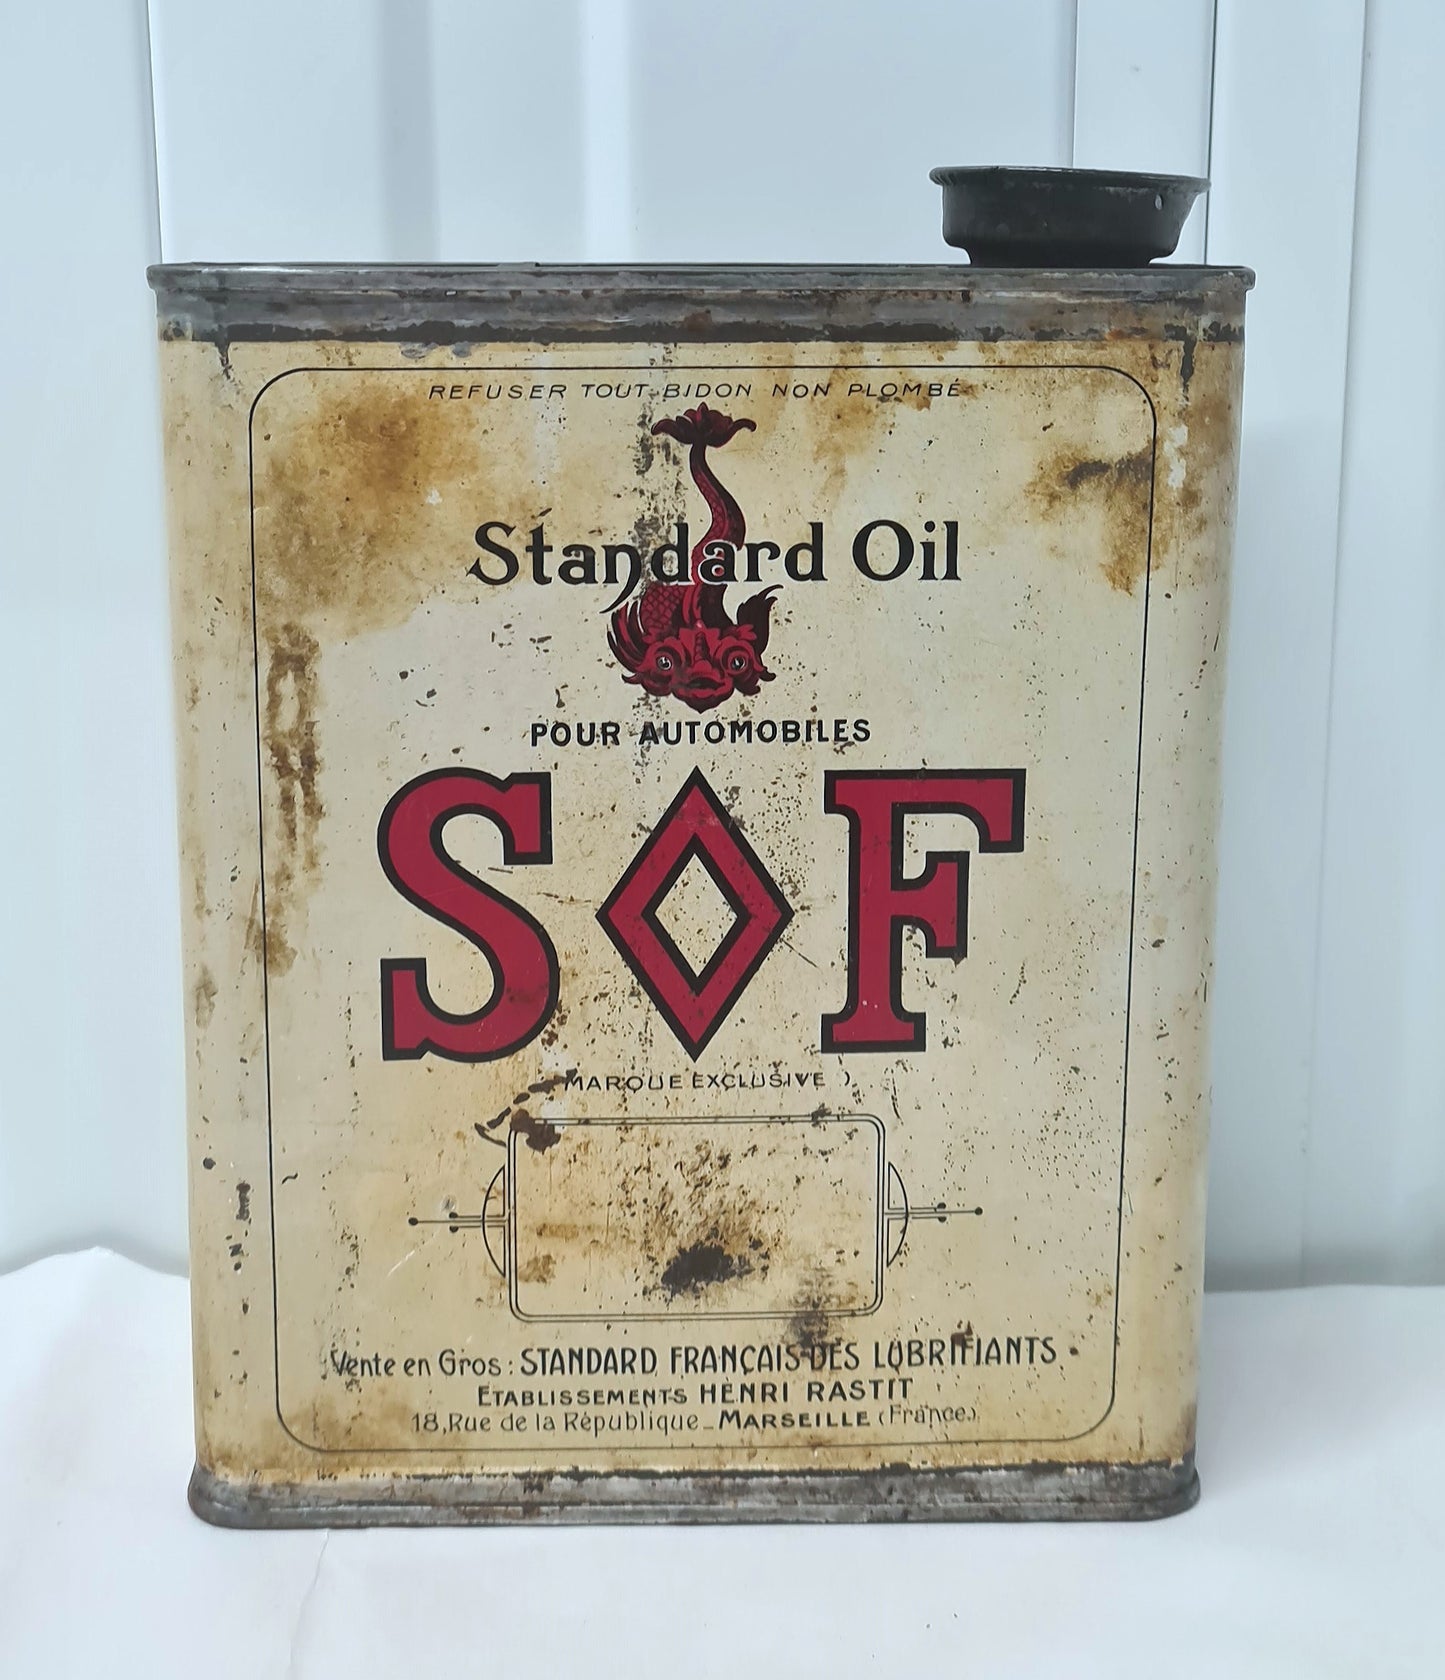 REFUSER TOUT BIDON NON PLOMBÉ
Standard Oil
POUR AUTOMOBILES
S◇F
(MARQUE EXCLUSIVE)
Vente en Gros : STANDARD FRANÇAIS DES LUBRIFIANTS
ETABLISSEMENTS HENRI RASTIT
18, Rue de la République _ MARSEILLE (France)